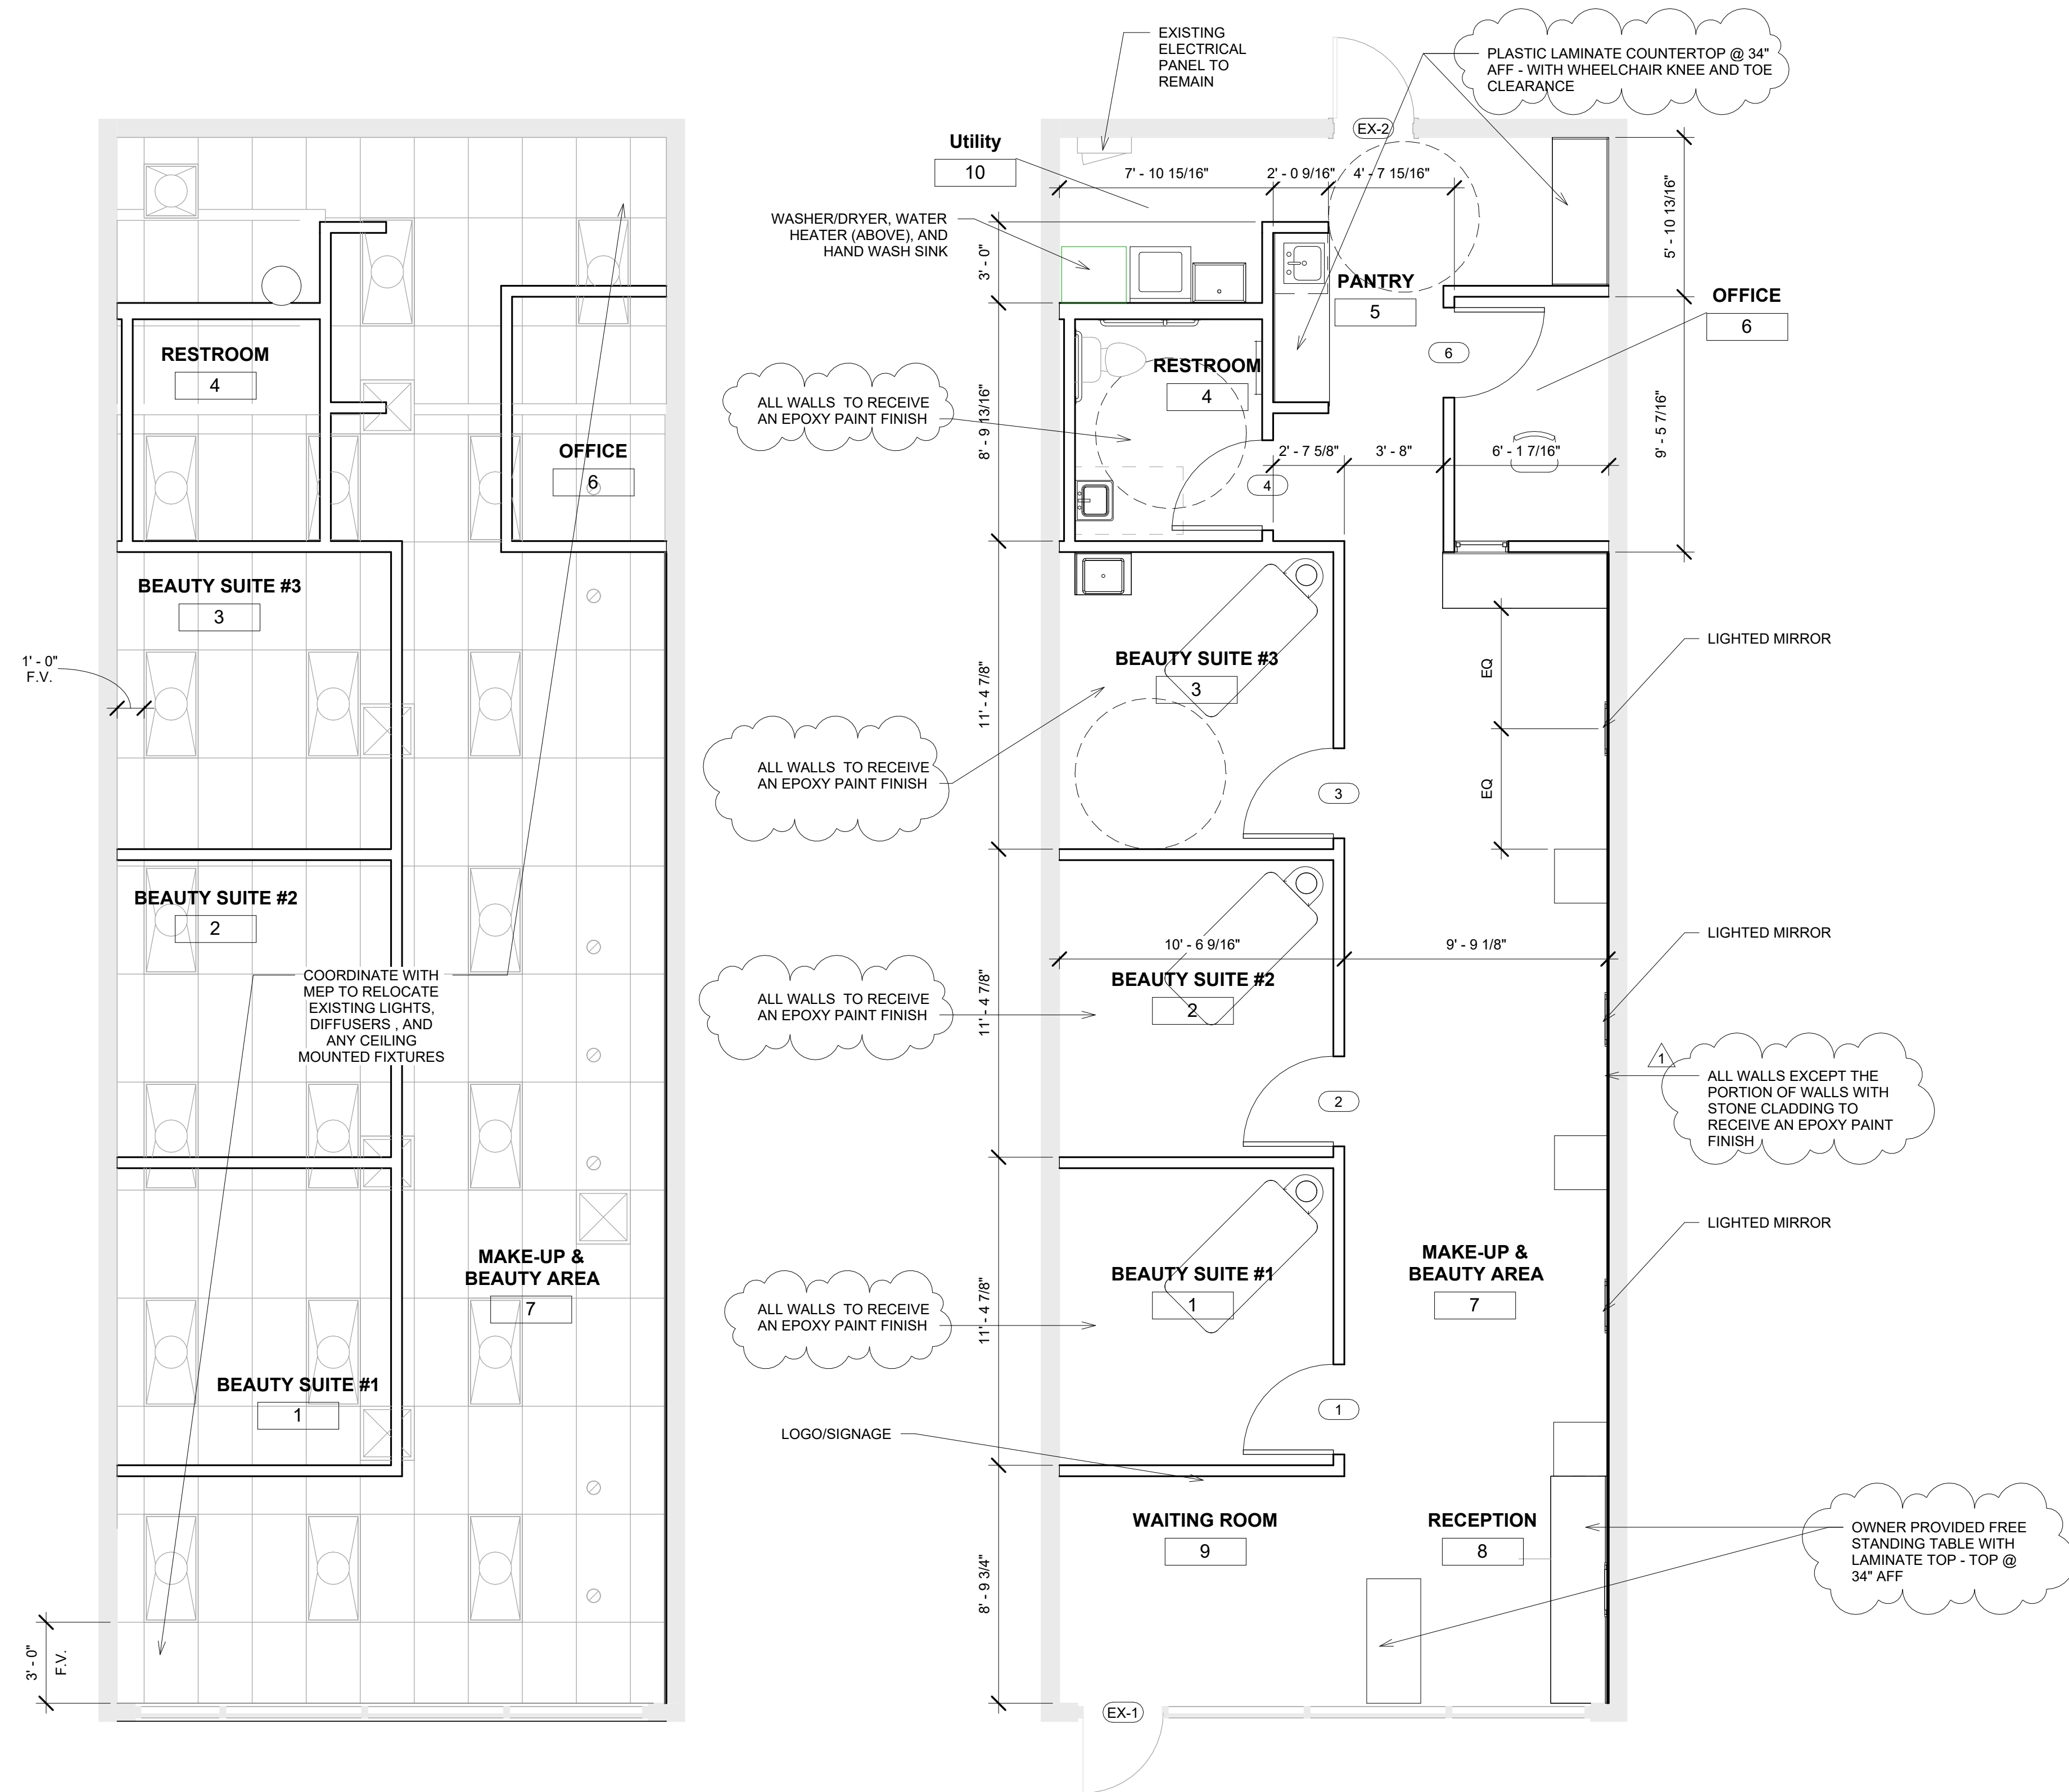 RESTROOM
4
OFFICE
6
BEAUTY SUITE #3
3
1' - 0"
F.V.
BEAUTY SUITE #2
2
COORDINATE WITH
MEP TO RELOCATE
EXISTING LIGHTS,
DIFFUSERS , AND
ANY CEILING
MOUNTED FIXTURES
MAKE-UP &
BEAUTY AREA
7
BEAUTY SUITE #1
1
3' - 0"
F.V.
EXISTING
ELECTRICAL
PANEL TO
REMAIN
PLASTIC LAMINATE COUNTERTOP @ 34"
AFF - WITH WHEELCHAIR KNEE AND TOE
CLEARANCE
EX-2
Utility
10
7' - 10 15/16"
2' - 0 9/16"
4' - 7 15/16"
5' - 10 13/16"
WASHER/DRYER, WATER
HEATER (ABOVE), AND
HAND WASH SINK
3' - 0"
PANTRY
5
OFFICE
6
6
RESTROOM
4
ALL WALLS  TO RECEIVE
AN EPOXY PAINT FINISH
8' - 9 13/16"
9' - 5 7/16"
2' - 7 5/8"
3' - 8"
6' - 1 7/16"
4
BEAUTY SUITE #3
3
11' - 4 7/8"
EQ
LIGHTED MIRROR
ALL WALLS  TO RECEIVE
AN EPOXY PAINT FINISH
EQ
3
LIGHTED MIRROR
10' - 6 9/16"
9' - 9 1/8"
BEAUTY SUITE #2
2
11' - 4 7/8"
ALL WALLS  TO RECEIVE
AN EPOXY PAINT FINISH
1
ALL WALLS EXCEPT THE
PORTION OF WALLS WITH
STONE CLADDING TO
RECEIVE AN EPOXY PAINT
FINISH
2
LIGHTED MIRROR
BEAUTY SUITE #1
1
11' - 4 7/8"
ALL WALLS  TO RECEIVE
AN EPOXY PAINT FINISH
MAKE-UP &
BEAUTY AREA
7
1
LOGO/SIGNAGE
WAITING ROOM
9
RECEPTION
8
OWNER PROVIDED FREE
STANDING TABLE WITH
LAMINATE TOP - TOP @
34" AFF
8' - 9 3/4"
EX-1